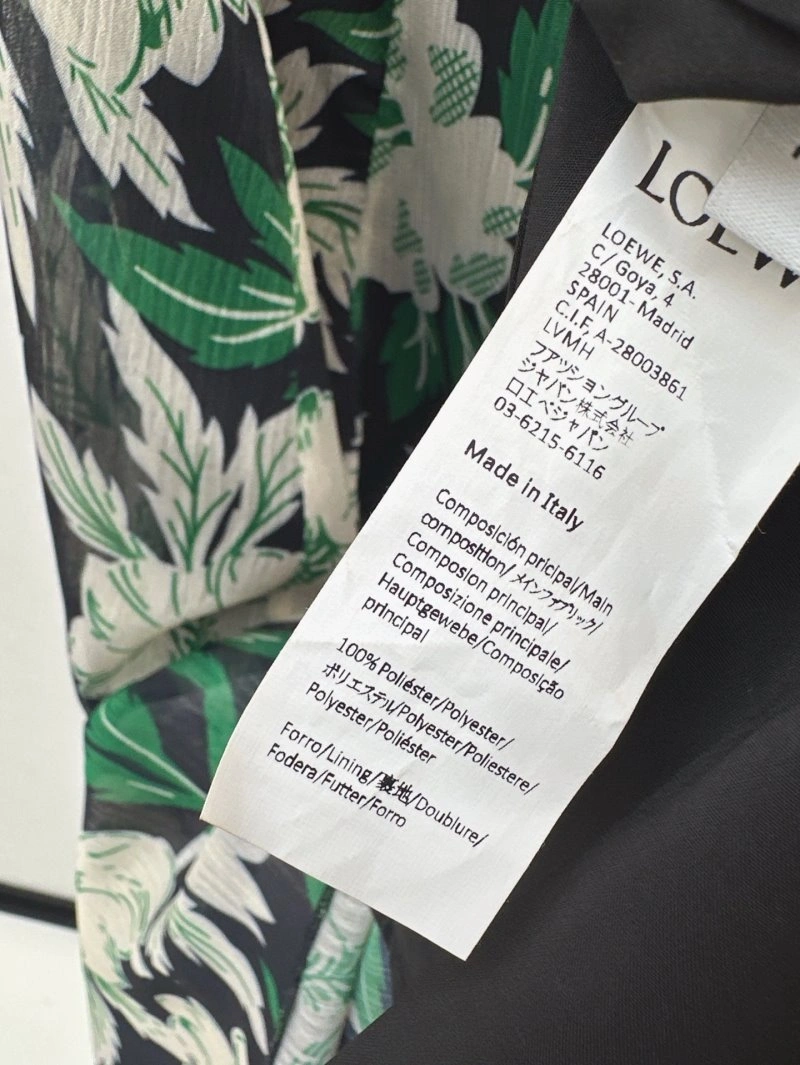 LOEW
LOEWE, S.A.
C/ Goya, 4
28001- Madrid
SPAIN
C.I.F. A-28003861
LVMH
ファッショングループ
ジャパン株式会社
ロエベジャパン
03-6215-6116
Made in Italy
Composición pricipal/Main
composition/メインファブリック/
Composion principal/
Composizione principale/
Hauptgewebe/Composição
principal
100% Poliéster/Polyester/
ポリエステル/Polyester/Poliestere/
Polyester/Poliéster
Forro/Lining/裏地/Doublure/
Fodera/Futter/Forro